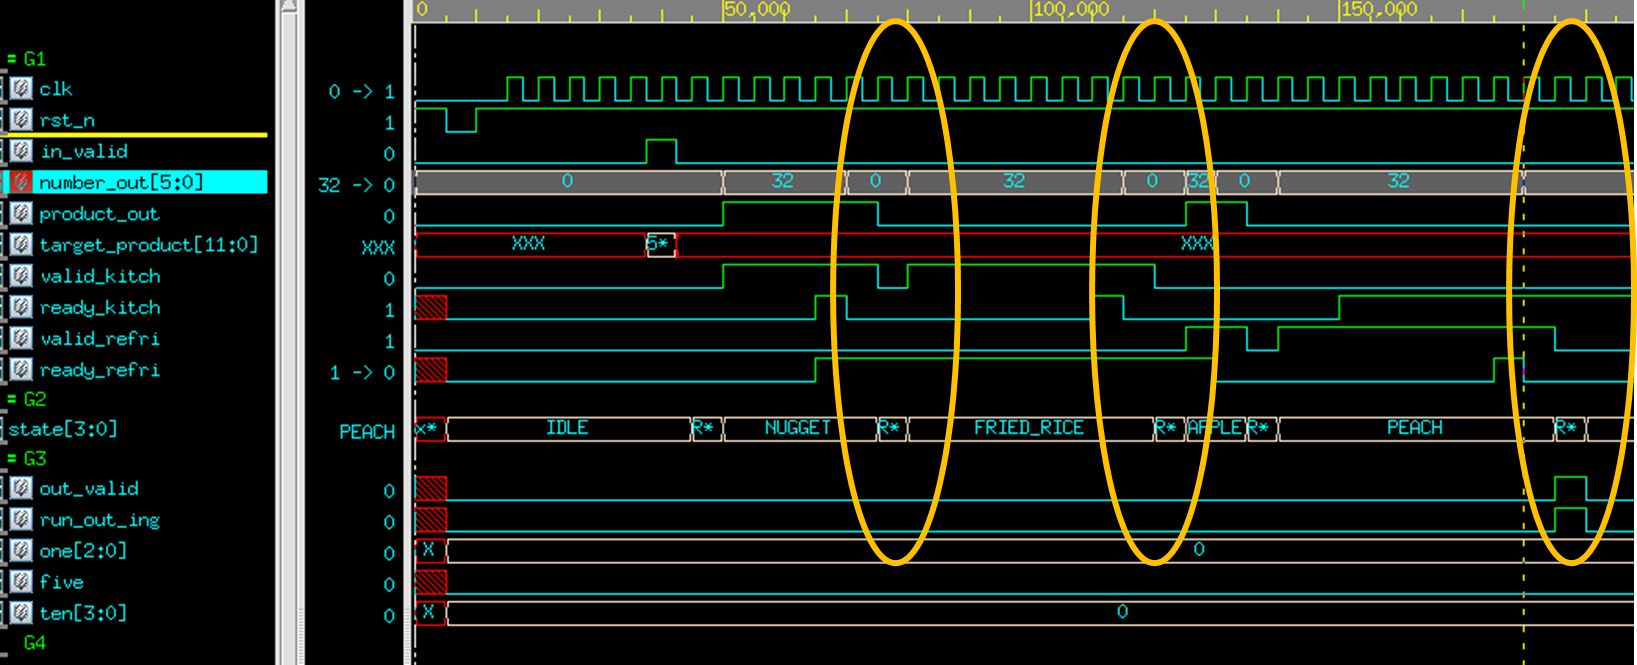 0 50,000 100,000 150,000
= G1
clk 0 -> 1
rst_n 1
in_valid 0
number_out[5:0] 32 -> 0 0 32 0 32 0 32 0 32
product_out 0
target_product[11:0] XXX XXX 5* XXX
valid_kitch 0
ready_kitch 1
valid_refri 1
ready_refri 1 -> 0
= G2
state[3:0] PEACH x* IDLE R* NUGGET R* FRIED_RICE R* APPLE R* PEACH R*
= G3
out_valid 0
run_out_ing 0
one[2:0] 0 X 0
five 0
ten[3:0] 0 X 0
G4